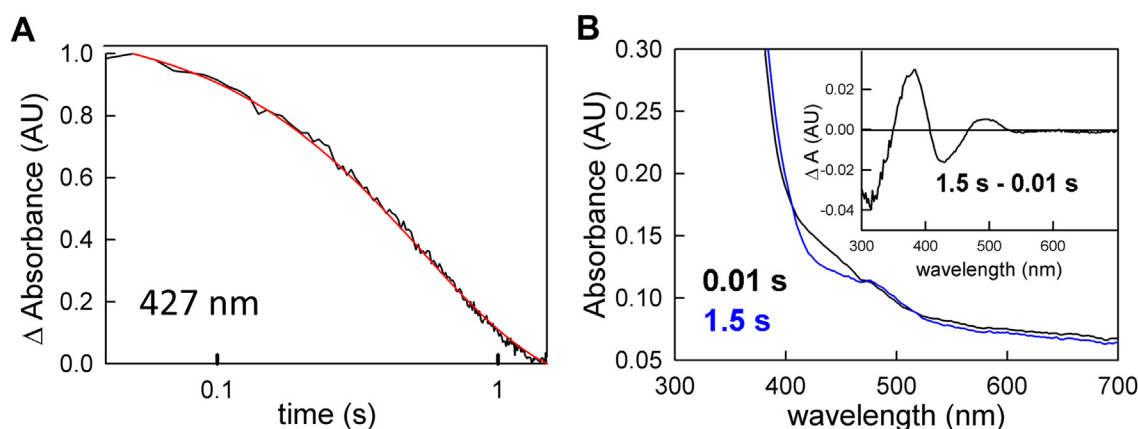 A
Δ Absorbance (AU)
1.0
0.8
0.6
0.4
0.2
0.0
427 nm
0.1
1
time (s)
B
Absorbance (AU)
0.30
0.25
0.20
0.15
0.10
0.05
0.01 s
1.5 s
300
400
500
600
700
wavelength (nm)
Δ A (AU)
0.02
0.00
-0.02
-0.04
1.5 s - 0.01 s
300
400
500
600
wavelength (nm)